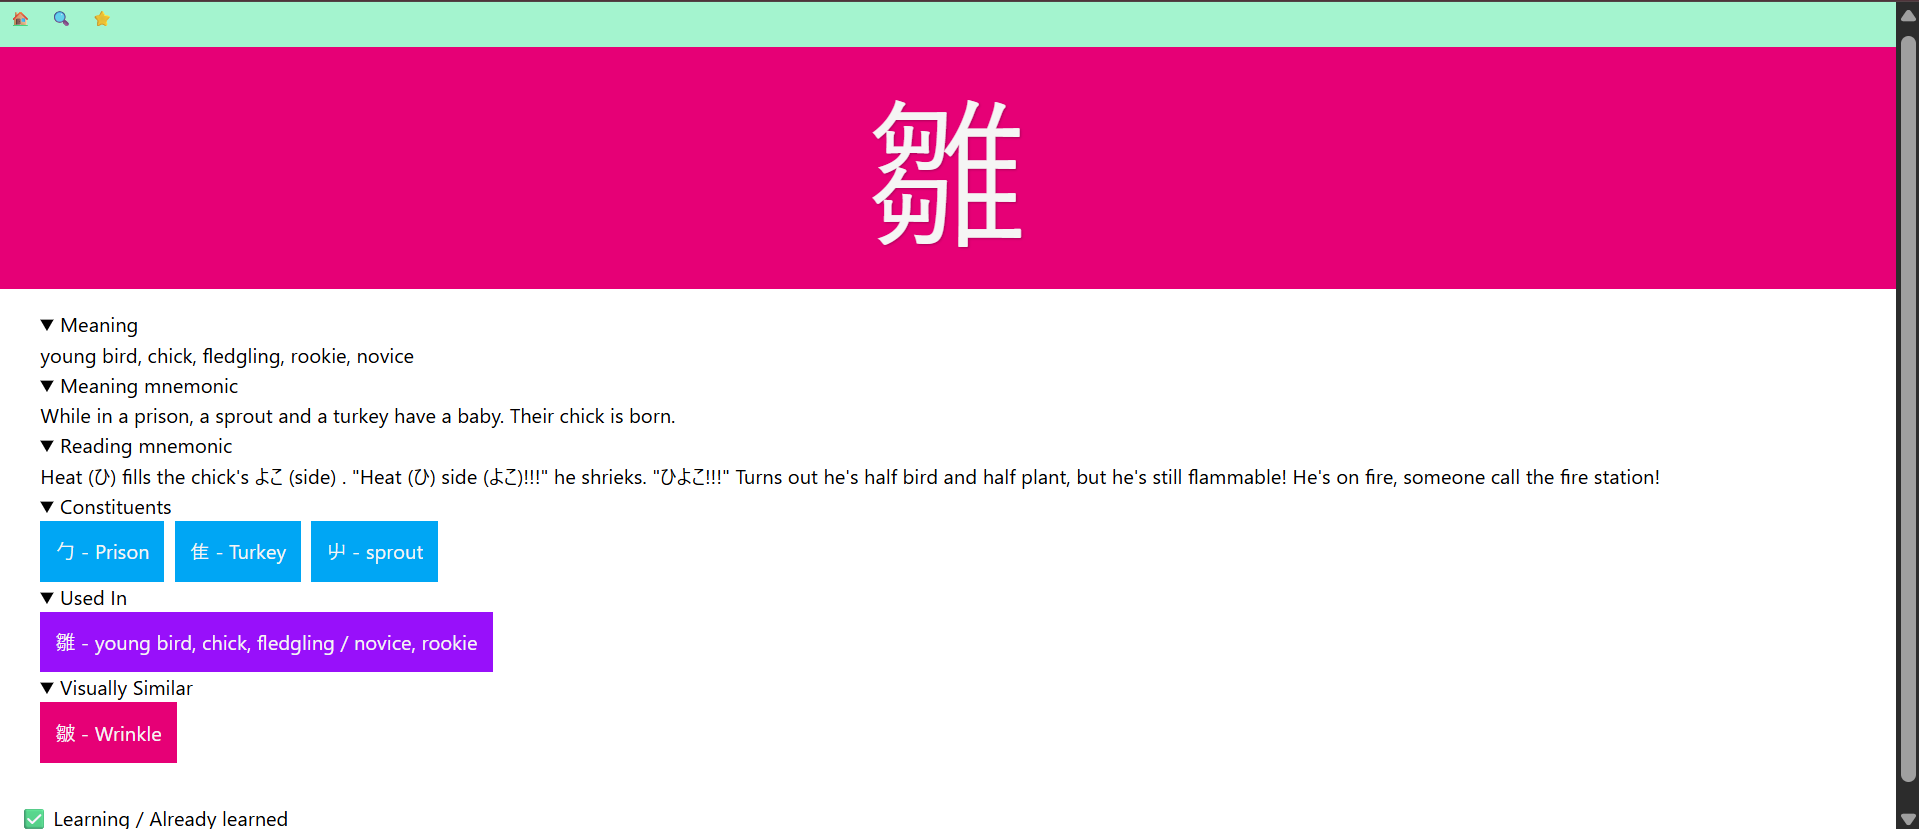 雛
▼ Meaning
young bird, chick, fledgling, rookie, novice
▼ Meaning mnemonic
While in a prison, a sprout and a turkey have a baby. Their chick is born.
▼ Reading mnemonic
Heat (ひ) fills the chick's よこ (side) . "Heat (ひ) side (よこ)!!!" he shrieks. "ひよこ!!!" Turns out he's half bird and half plant, but he's still flammable! He's on fire, someone call the fire station!
▼ Constituents
勹 - Prison
隹 - Turkey
屮 - sprout
▼ Used In
雛 - young bird, chick, fledgling / novice, rookie
▼ Visually Similar
皺 - Wrinkle
✅ Learning / Already learned